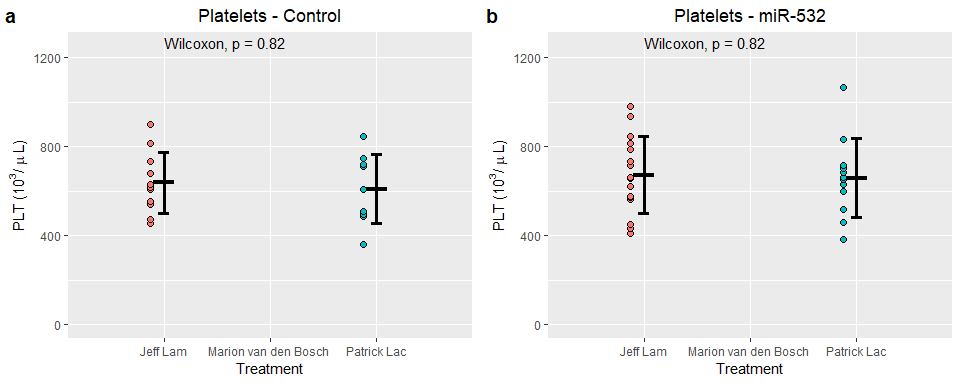 a
Platelets - Control
Wilcoxon, p = 0.82
1200
800
400
0
PLT (10³/ μ L)
Jeff Lam
Marion van den Bosch
Patrick Lac
Treatment
b
Platelets - miR-532
Wilcoxon, p = 0.82
1200
800
400
0
PLT (10³/ μ L)
Jeff Lam
Marion van den Bosch
Patrick Lac
Treatment